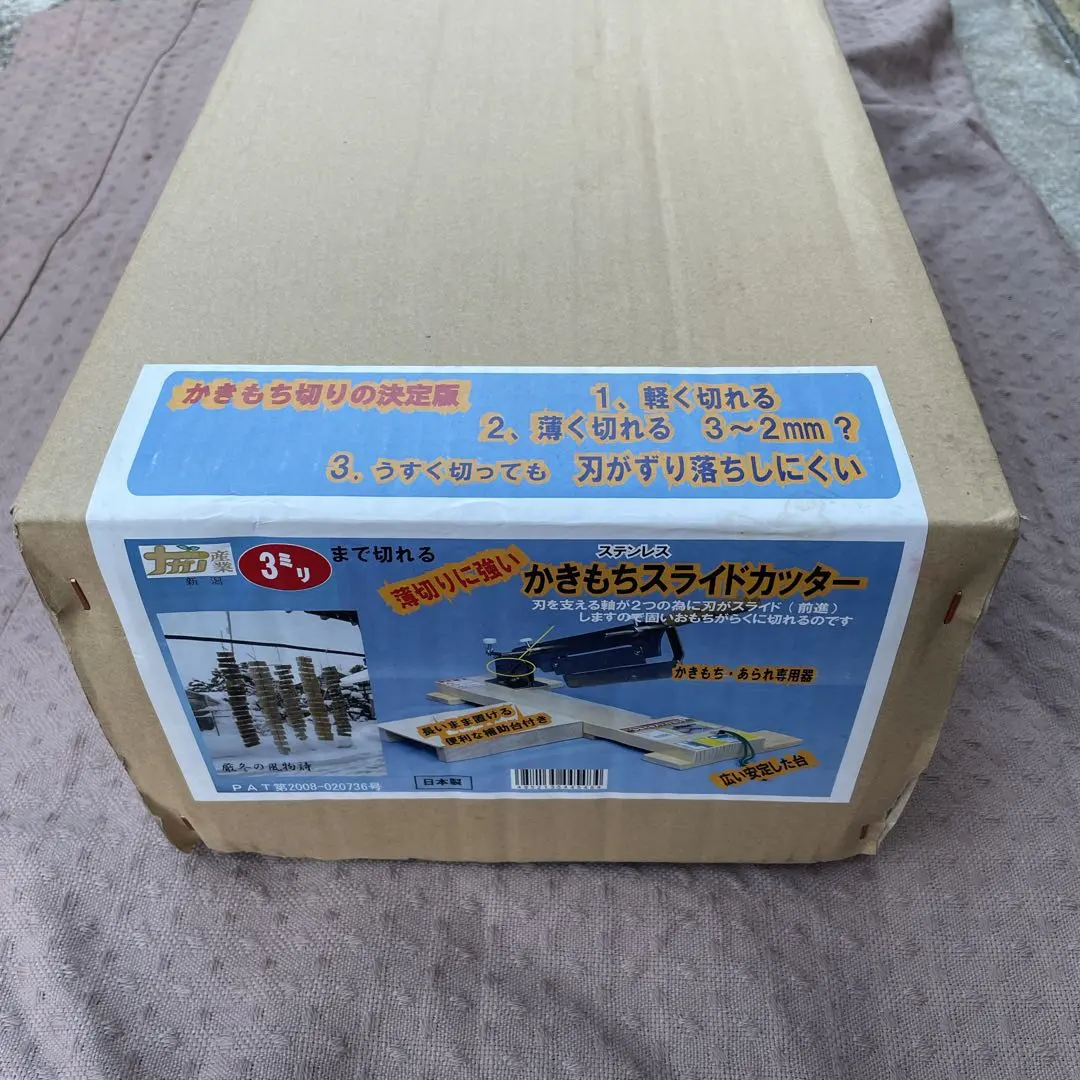 かきもち切りの決定版
1、軽く切れる
2、薄く切れる 3～2mm？
3．うすく切っても 刃がずり落ちしにくい
ナガノ産業
新潟
3ミリ
まで切れる
薄切りに強い
ステンレス
かきもちスライドカッター
刃を支える軸が2つの為に刃がスライド（前進）
しますので固いおもちがらくに切れるのです
かきもち・あられ専用器
長いまま置ける
便利な補助台付き
広い安定した台
厳冬の風物詩
PAT第2008-020736号
日本製